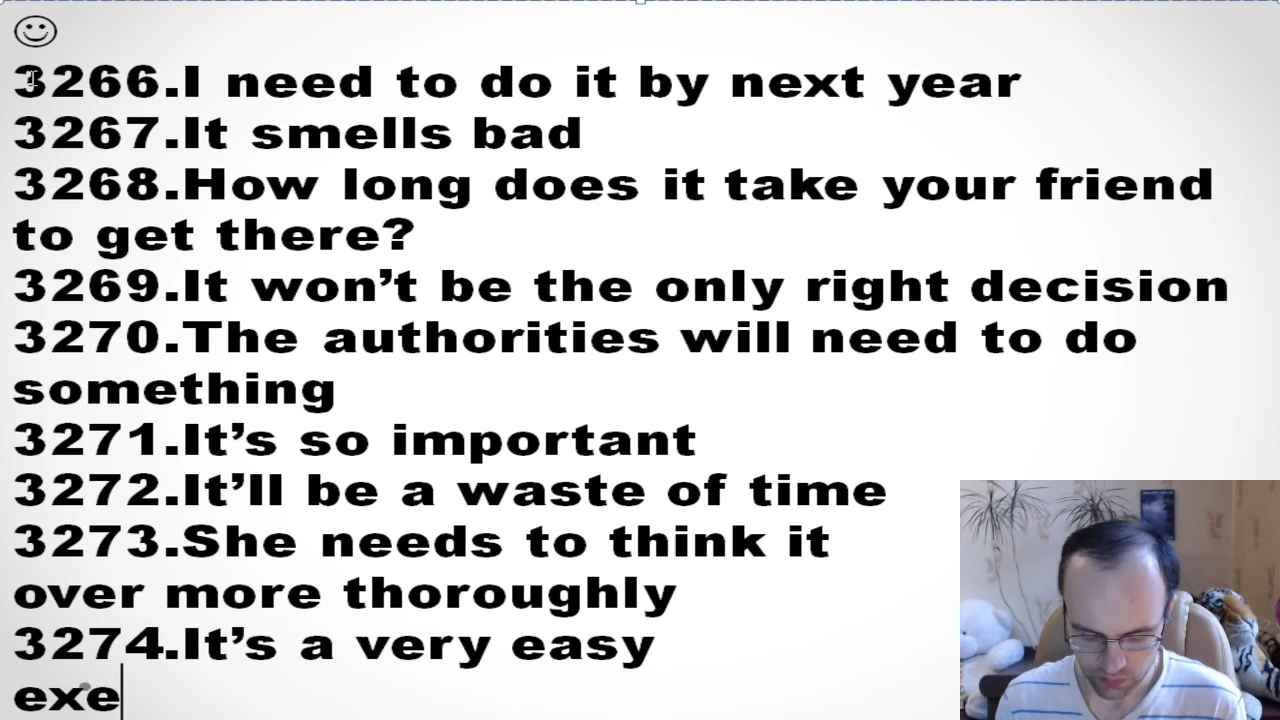 3266.I need to do it by next year
3267.It smells bad
3268.How long does it take your friend
to get there?
3269.It won’t be the only right decision
3270.The authorities will need to do
something
3271.It’s so important
3272.It’ll be a waste of time
3273.She needs to think it
over more thoroughly
3274.It’s a very easy
exe